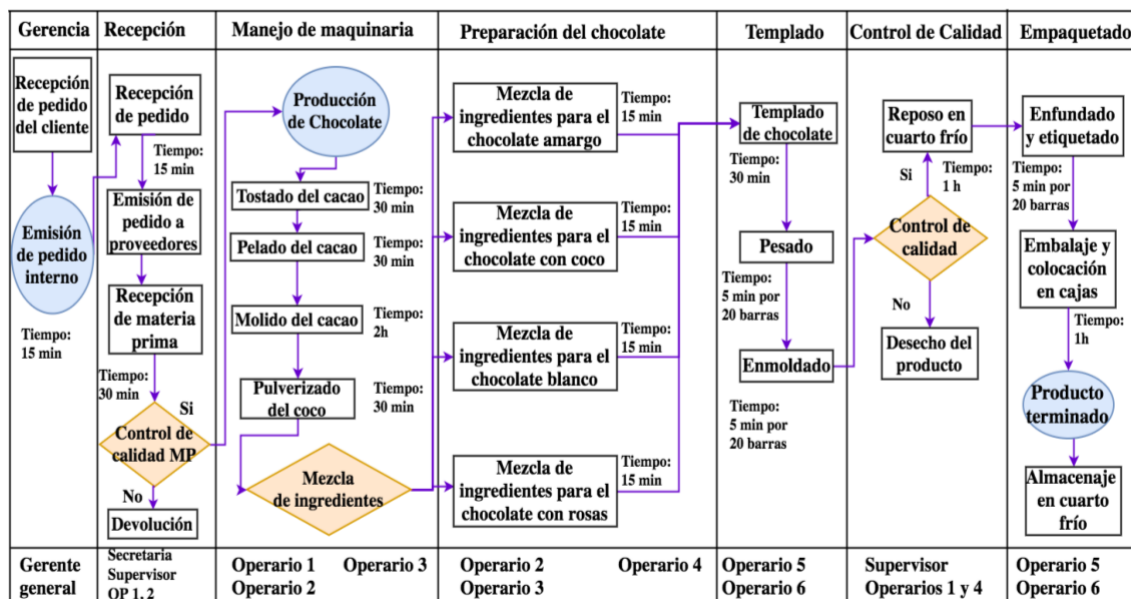 Gerencia
Recepción
Manejo de maquinaria
Preparación del chocolate
Templado
Control de Calidad
Empaquetado
Recepción
de pedido
del cliente
Emisión
de pedido
interno
Tiempo:
15 min
Recepción
de pedido
Tiempo:
15 min
Emisión de
pedido a
proveedores
Recepción
de materia
prima
Tiempo:
30 min
Si
Control de
calidad MP
No
Devolución
Producción
de Chocolate
Tostado del cacao
Tiempo:
30 min
Pelado del cacao
Tiempo:
30 min
Molido del cacao
Tiempo:
2h
Pulverizado
del coco
Tiempo:
30 min
Mezcla
de ingredientes
Mezcla de
ingredientes para el
chocolate amargo
Tiempo:
15 min
Mezcla de
ingredientes para el
chocolate con coco
Tiempo:
15 min
Mezcla de
ingredientes para el
chocolate blanco
Tiempo:
15 min
Mezcla de
ingredientes para el
chocolate con rosas
Tiempo:
15 min
Templado
de chocolate
Tiempo:
30 min
Pesado
Tiempo:
5 min por
20 barras
Enmoldado
Tiempo:
5 min por
20 barras
Reposo en
cuarto frío
Si
Tiempo:
1 h
Control de
calidad
No
Desecho del
producto
Enfundado
y etiquetado
Tiempo:
5 min por
20 barras
Embalaje y
colocación
en cajas
Tiempo:
1h
Producto
terminado
Almacenaje
en cuarto
frío
Gerente
general
Secretaria
Supervisor
OP 1, 2
Operario 1
Operario 3
Operario 2
Operario 2
Operario 4
Operario 3
Operario 5
Operario 6
Supervisor
Operarios 1 y 4
Operario 5
Operario 6